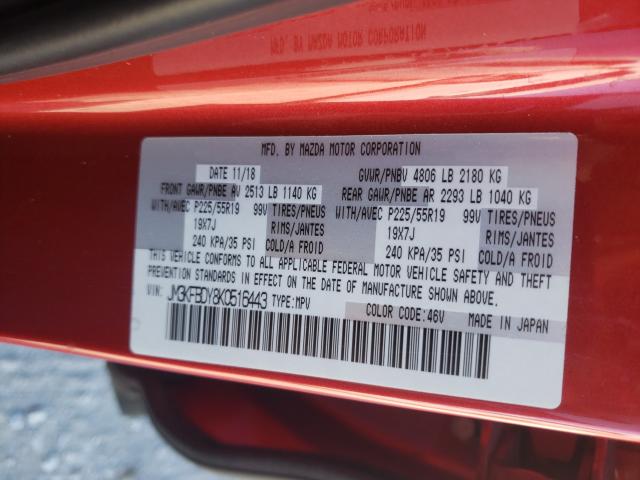 MFD. BY MAZDA MOTOR CORPORATION
DATE 11/18 GVWR/PNBV 4806 LB 2180 KG
FRONT GAWR/PNBE AV 2513 LB 1140 KG REAR GAWR/PNBE AR 2293 LB 1040 KG
WITH/AVEC P225/55R19 99V TIRES/PNEUS WITH/AVEC P225/55R19 99V TIRES/PNEUS
19X7J RIMS/JANTES 19X7J RIMS/JANTES
240 KPA/35 PSI COLD/A FROID 240 KPA/35 PSI COLD/A FROID
THIS VEHICLE CONFORMS TO ALL APPLICABLE FEDERAL MOTOR VEHICLE SAFETY AND THEFT
PREVENTION STANDARDS IN EFFECT ON THE DATE OF MANUFACTURE SHOWN ABOVE.
VIN: JM3KFBDY8K0516443 TYPE: MPV
COLOR CODE: 46V MADE IN JAPAN